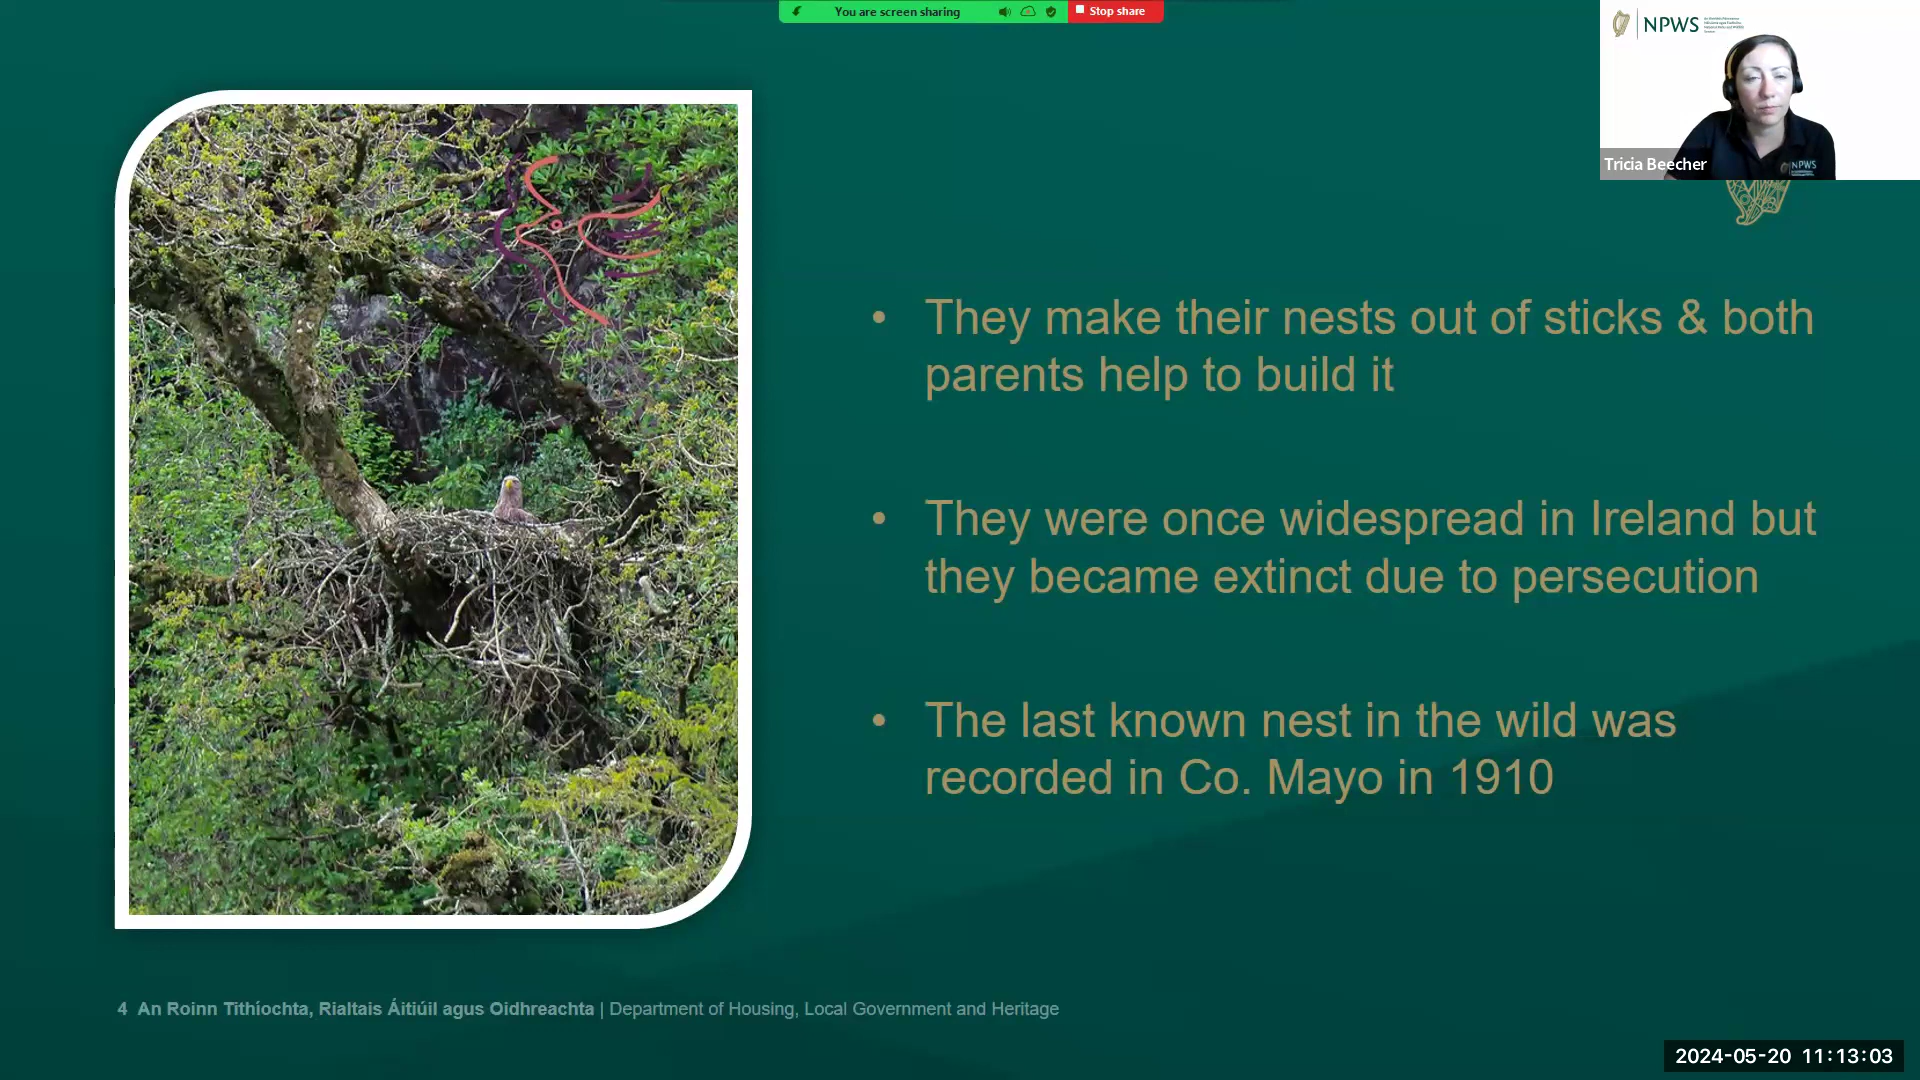 You are screen sharing
Stop share
NPWS
Tricia Beecher
NPWS
• They make their nests out of sticks & both
parents help to build it
• They were once widespread in Ireland but
they became extinct due to persecution
• The last known nest in the wild was
recorded in Co. Mayo in 1910
4 An Roinn Tithíochta, Rialtais Áitiúil agus Oidhreachta | Department of Housing, Local Government and Heritage
2024-05-20 11:13:03